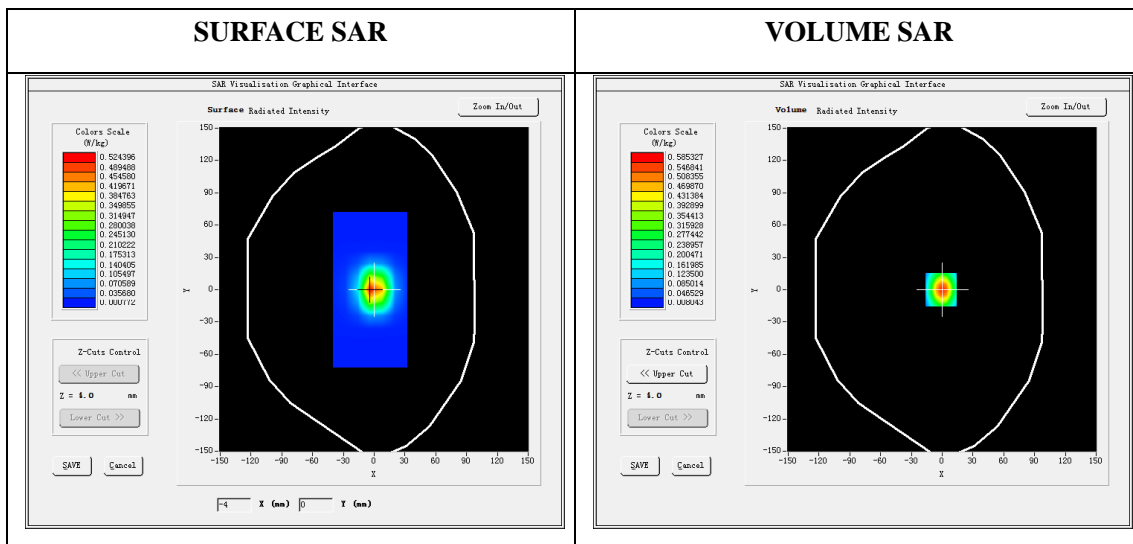 SURFACE SAR
VOLUME SAR
SAR Visualisation Graphical Interface
Surface Radiated Intensity
Zoom In/Out
Colors Scale
(W/kg)
0.524396
0.489488
0.454580
0.419671
0.384763
0.349855
0.314947
0.280038
0.245130
0.210222
0.175313
0.140405
0.105497
0.070589
0.035680
0.000772
150
120
90
60
30
0
-30
-60
-90
-120
-150
Y
-150 -120 -90 -60 -30 0 30 60 90 120 150
X
Z-Cuts Control
<< Upper Cut
Z = 4.0 mm
Lower Cut >>
SAVE Cancel
-4 X (mm) 0 Y (mm)
SAR Visualisation Graphical Interface
Volume Radiated Intensity
Zoom In/Out
Colors Scale
(W/kg)
0.585327
0.546841
0.508355
0.469870
0.431384
0.392899
0.354413
0.315928
0.277442
0.238957
0.200471
0.161985
0.123500
0.085014
0.046529
0.008043
150
120
90
60
30
0
-30
-60
-90
-120
-150
Y
-150 -120 -90 -60 -30 0 30 60 90 120 150
X
Z-Cuts Control
<< Upper Cut
Z = 4.0 mm
Lower Cut >>
SAVE Cancel